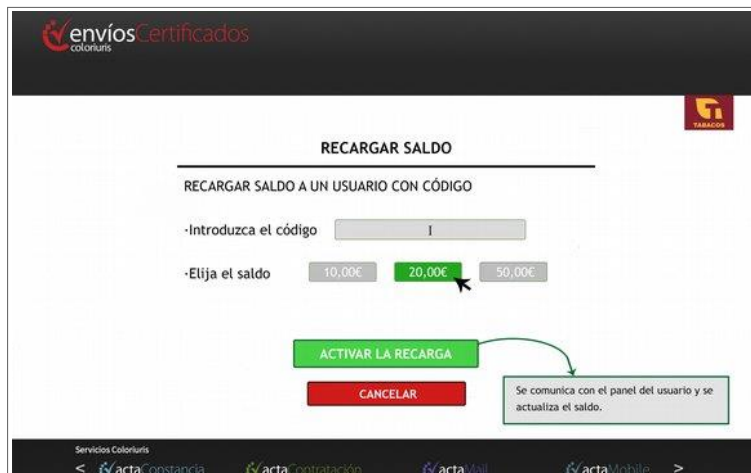 envíosCertificados
coloriuris
TABACOS
RECARGAR SALDO
RECARGAR SALDO A UN USUARIO CON CÓDIGO
·Introduzca el código
·Elija el saldo 10,00€ 20,00€ 50,00€
ACTIVAR LA RECARGA
CANCELAR
Se comunica con el panel del usuario y se
actualiza el saldo.
Servicios Coloriuris
< actaConstancia actaContratación actaMail actaMobile >